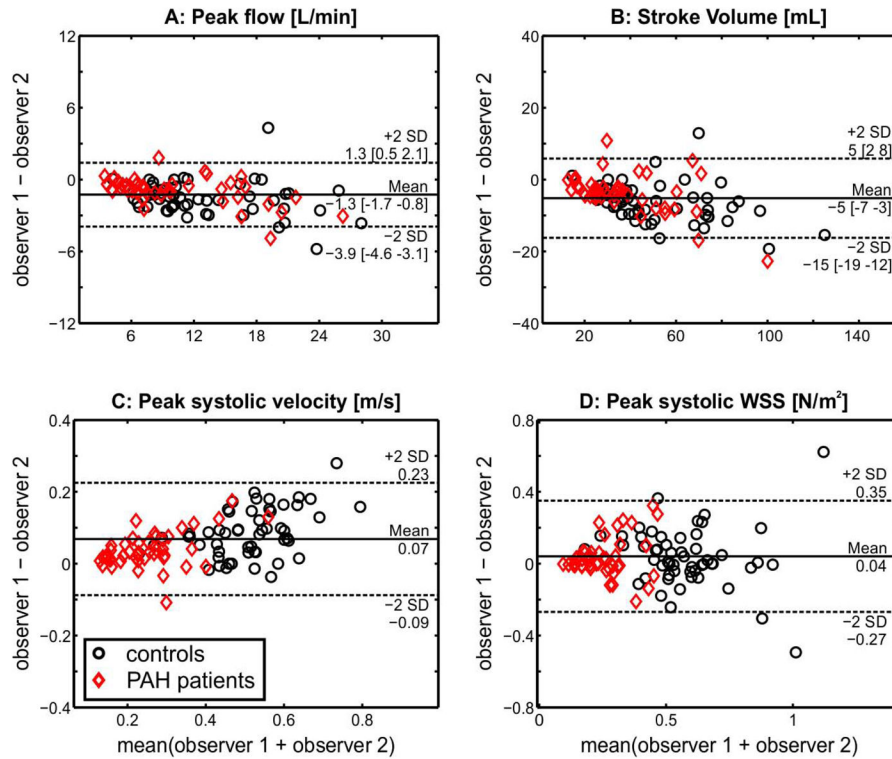 A: Peak flow [L/min]
observer 1 − observer 2
12
6
0
−6
−12
+2 SD
1.3 [0.5 2.1]
Mean
−1.3 [-1.7 -0.8]
−2 SD
−3.9 [-4.6 -3.1]
6 12 18 24 30
B: Stroke Volume [mL]
observer 1 − observer 2
40
20
0
−20
−40
+2 SD
5 [2 8]
Mean
−5 [-7 -3]
−2 SD
−15 [-19 -12]
20 60 100 140
C: Peak systolic velocity [m/s]
observer 1 − observer 2
0.4
0.2
0
−0.2
−0.4
+2 SD
0.23
Mean
0.07
−2 SD
−0.09
controls
PAH patients
0.2 0.4 0.6 0.8
mean(observer 1 + observer 2)
D: Peak systolic WSS [N/m²]
observer 1 − observer 2
0.8
0.4
0
−0.4
−0.8
+2 SD
0.35
Mean
0.04
−2 SD
−0.27
0 0.5 1
mean(observer 1 + observer 2)